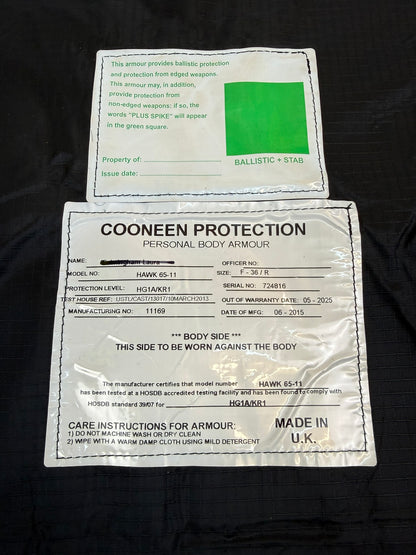 This armour provides ballistic protection
and protection from edged weapons.
This armour may, in addition,
provide protection from
non-edged weapons: if so, the
words "PLUS SPIKE" will appear
in the green square.
Property of:
Issue date:
BALLISTIC + STAB
COONEEN PROTECTION
PERSONAL BODY ARMOUR
NAME: Laura OFFICER NO:
MODEL NO: HAWK 65-11 SIZE: F - 36 / R
PROTECTION LEVEL: HG1A/KR1 SERIAL NO: 724816
TEST HOUSE REF: USTL/CAST/13017/10MARCH2013 OUT OF WARRANTY DATE: 05 - 2025
MANUFACTURING NO: 11169 DATE OF MFG: 06 - 2015
*** BODY SIDE ***
THIS SIDE TO BE WORN AGAINST THE BODY
The manufacturer certifies that model number HAWK 65-11
has been tested at a HOSDB accredited testing facility and has been found to comply with
HOSDB standard 39/07 for HG1A/KR1
CARE INSTRUCTIONS FOR ARMOUR:
1) DO NOT MACHINE WASH OR DRY CLEAN
2) WIPE WITH A WARM DAMP CLOTH USING MILD DETERGENT
MADE IN
U.K.